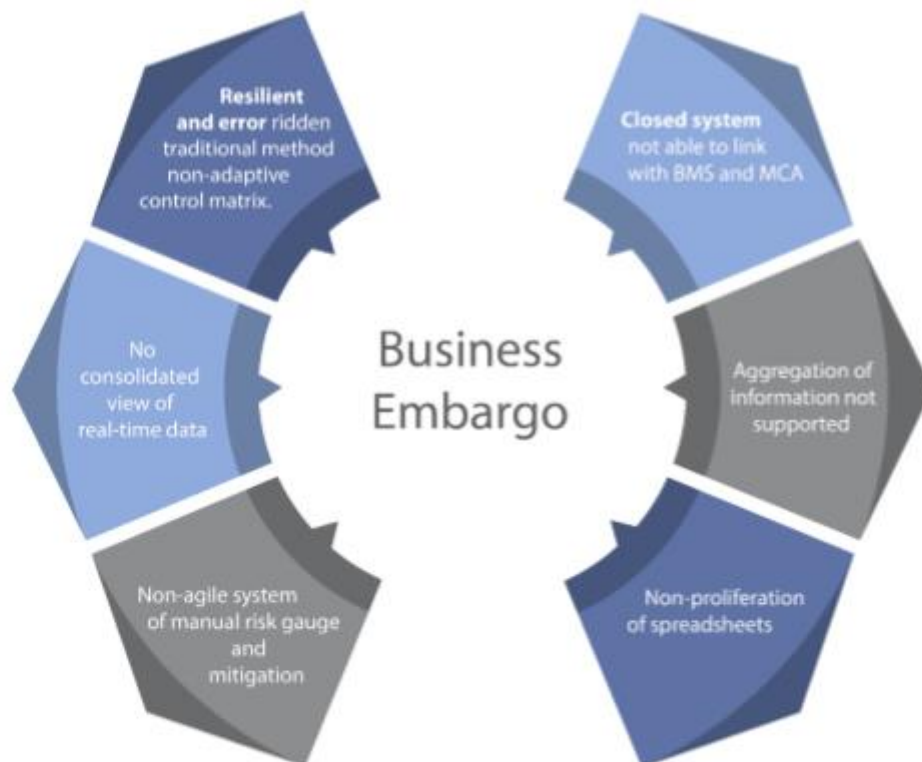 Resilient
and error ridden
traditional method
non-adaptive
control matrix.
Closed system
not able to link
with BMS and MCA
No
consolidated
view of
real-time data
Business
Embargo
Aggregation of
information not
supported
Non-agile system
of manual risk gauge
and
mitigation
Non-proliferation
of spreadsheets